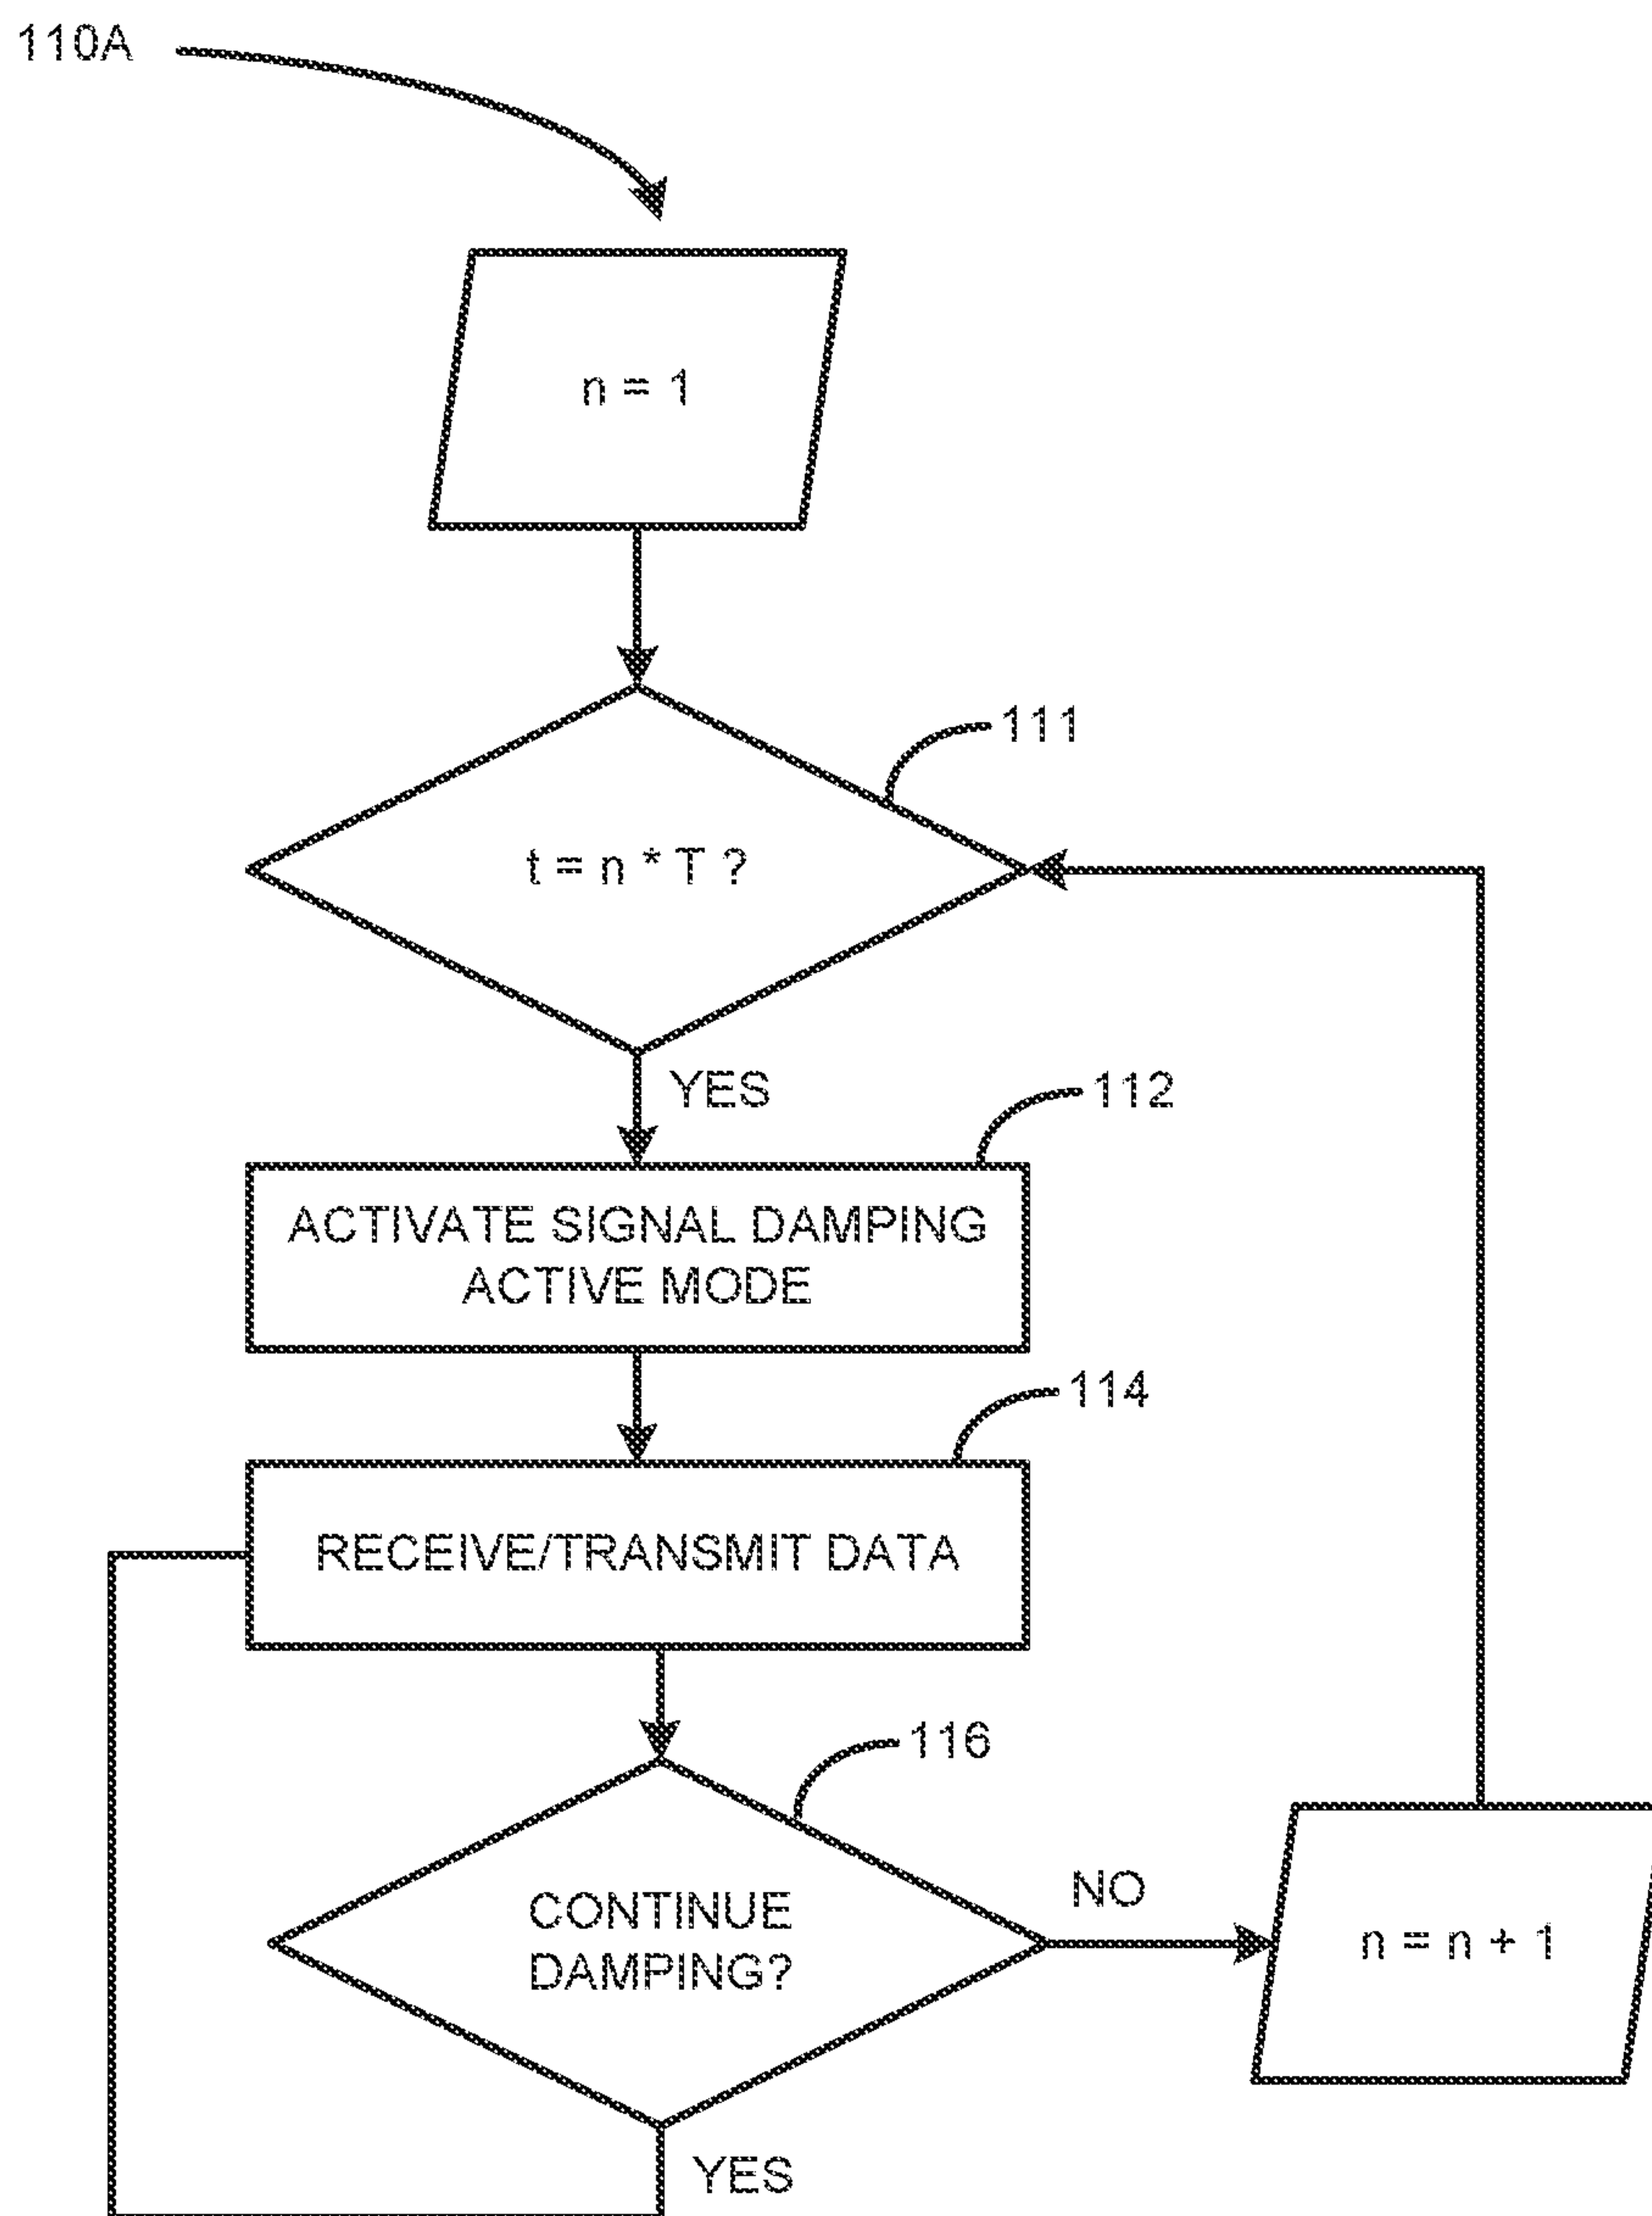 110A
n = 1
111
t = n * T ?
YES
112
ACTIVATE SIGNAL DAMPING
ACTIVE MODE
114
RECEIVE/TRANSMIT DATA
116
CONTINUE
DAMPING?
NO
n = n + 1
YES